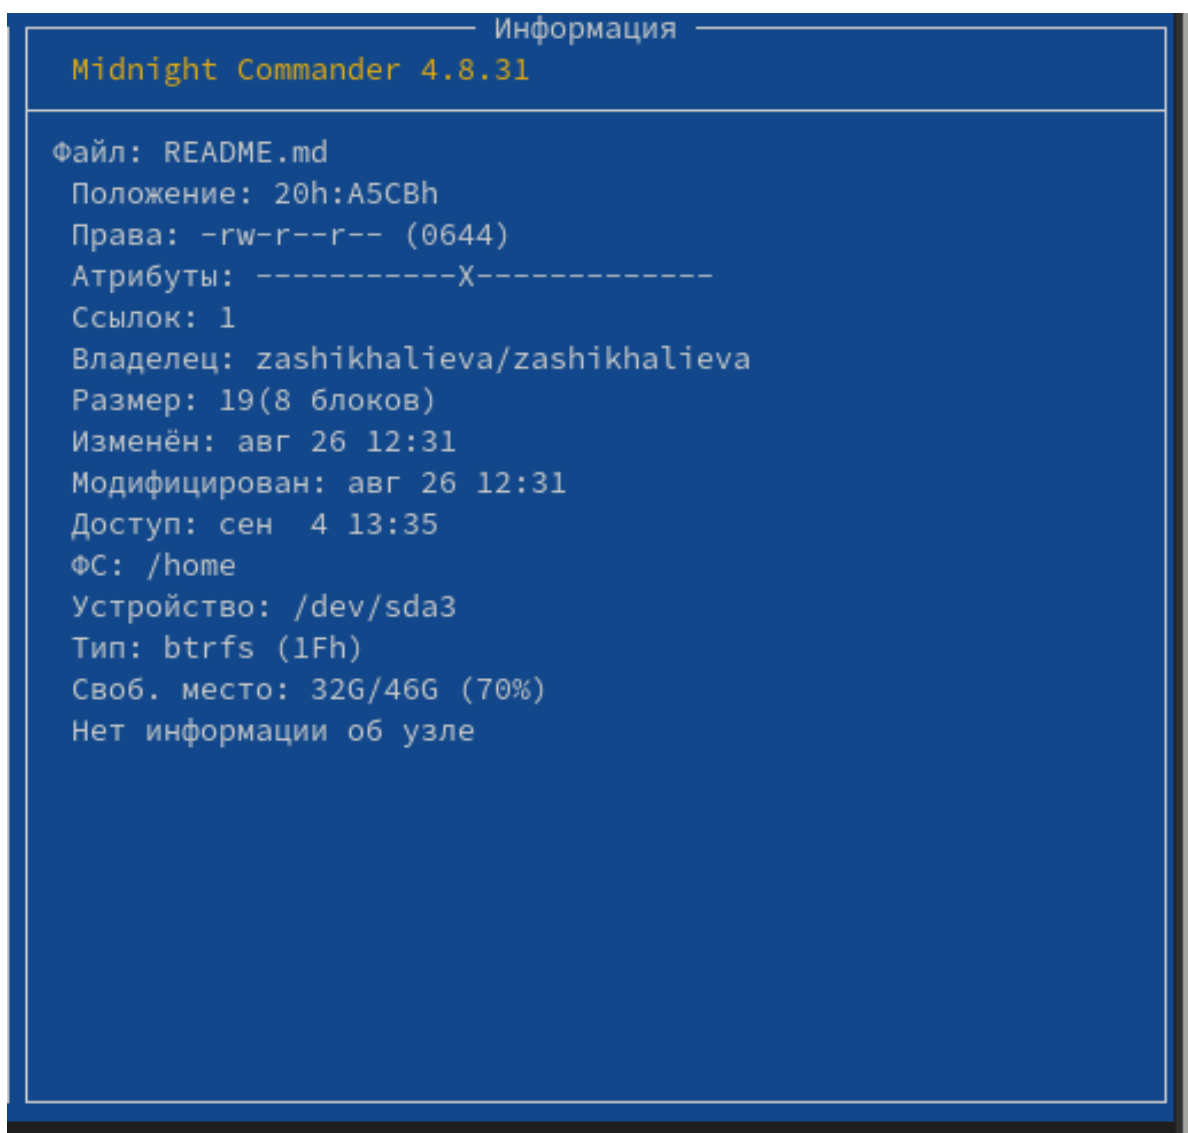 Информация
Midnight Commander 4.8.31
Файл: README.md
Положение: 20h:A5CBh
Права: -rw-r--r-- (0644)
Атрибуты: -----------X-------------
Ссылок: 1
Владелец: zashikhalieva/zashikhalieva
Размер: 19(8 блоков)
Изменён: авг 26 12:31
Модифицирован: авг 26 12:31
Доступ: сен  4 13:35
ФС: /home
Устройство: /dev/sda3
Тип: btrfs (1Fh)
Своб. место: 32G/46G (70%)
Нет информации об узле